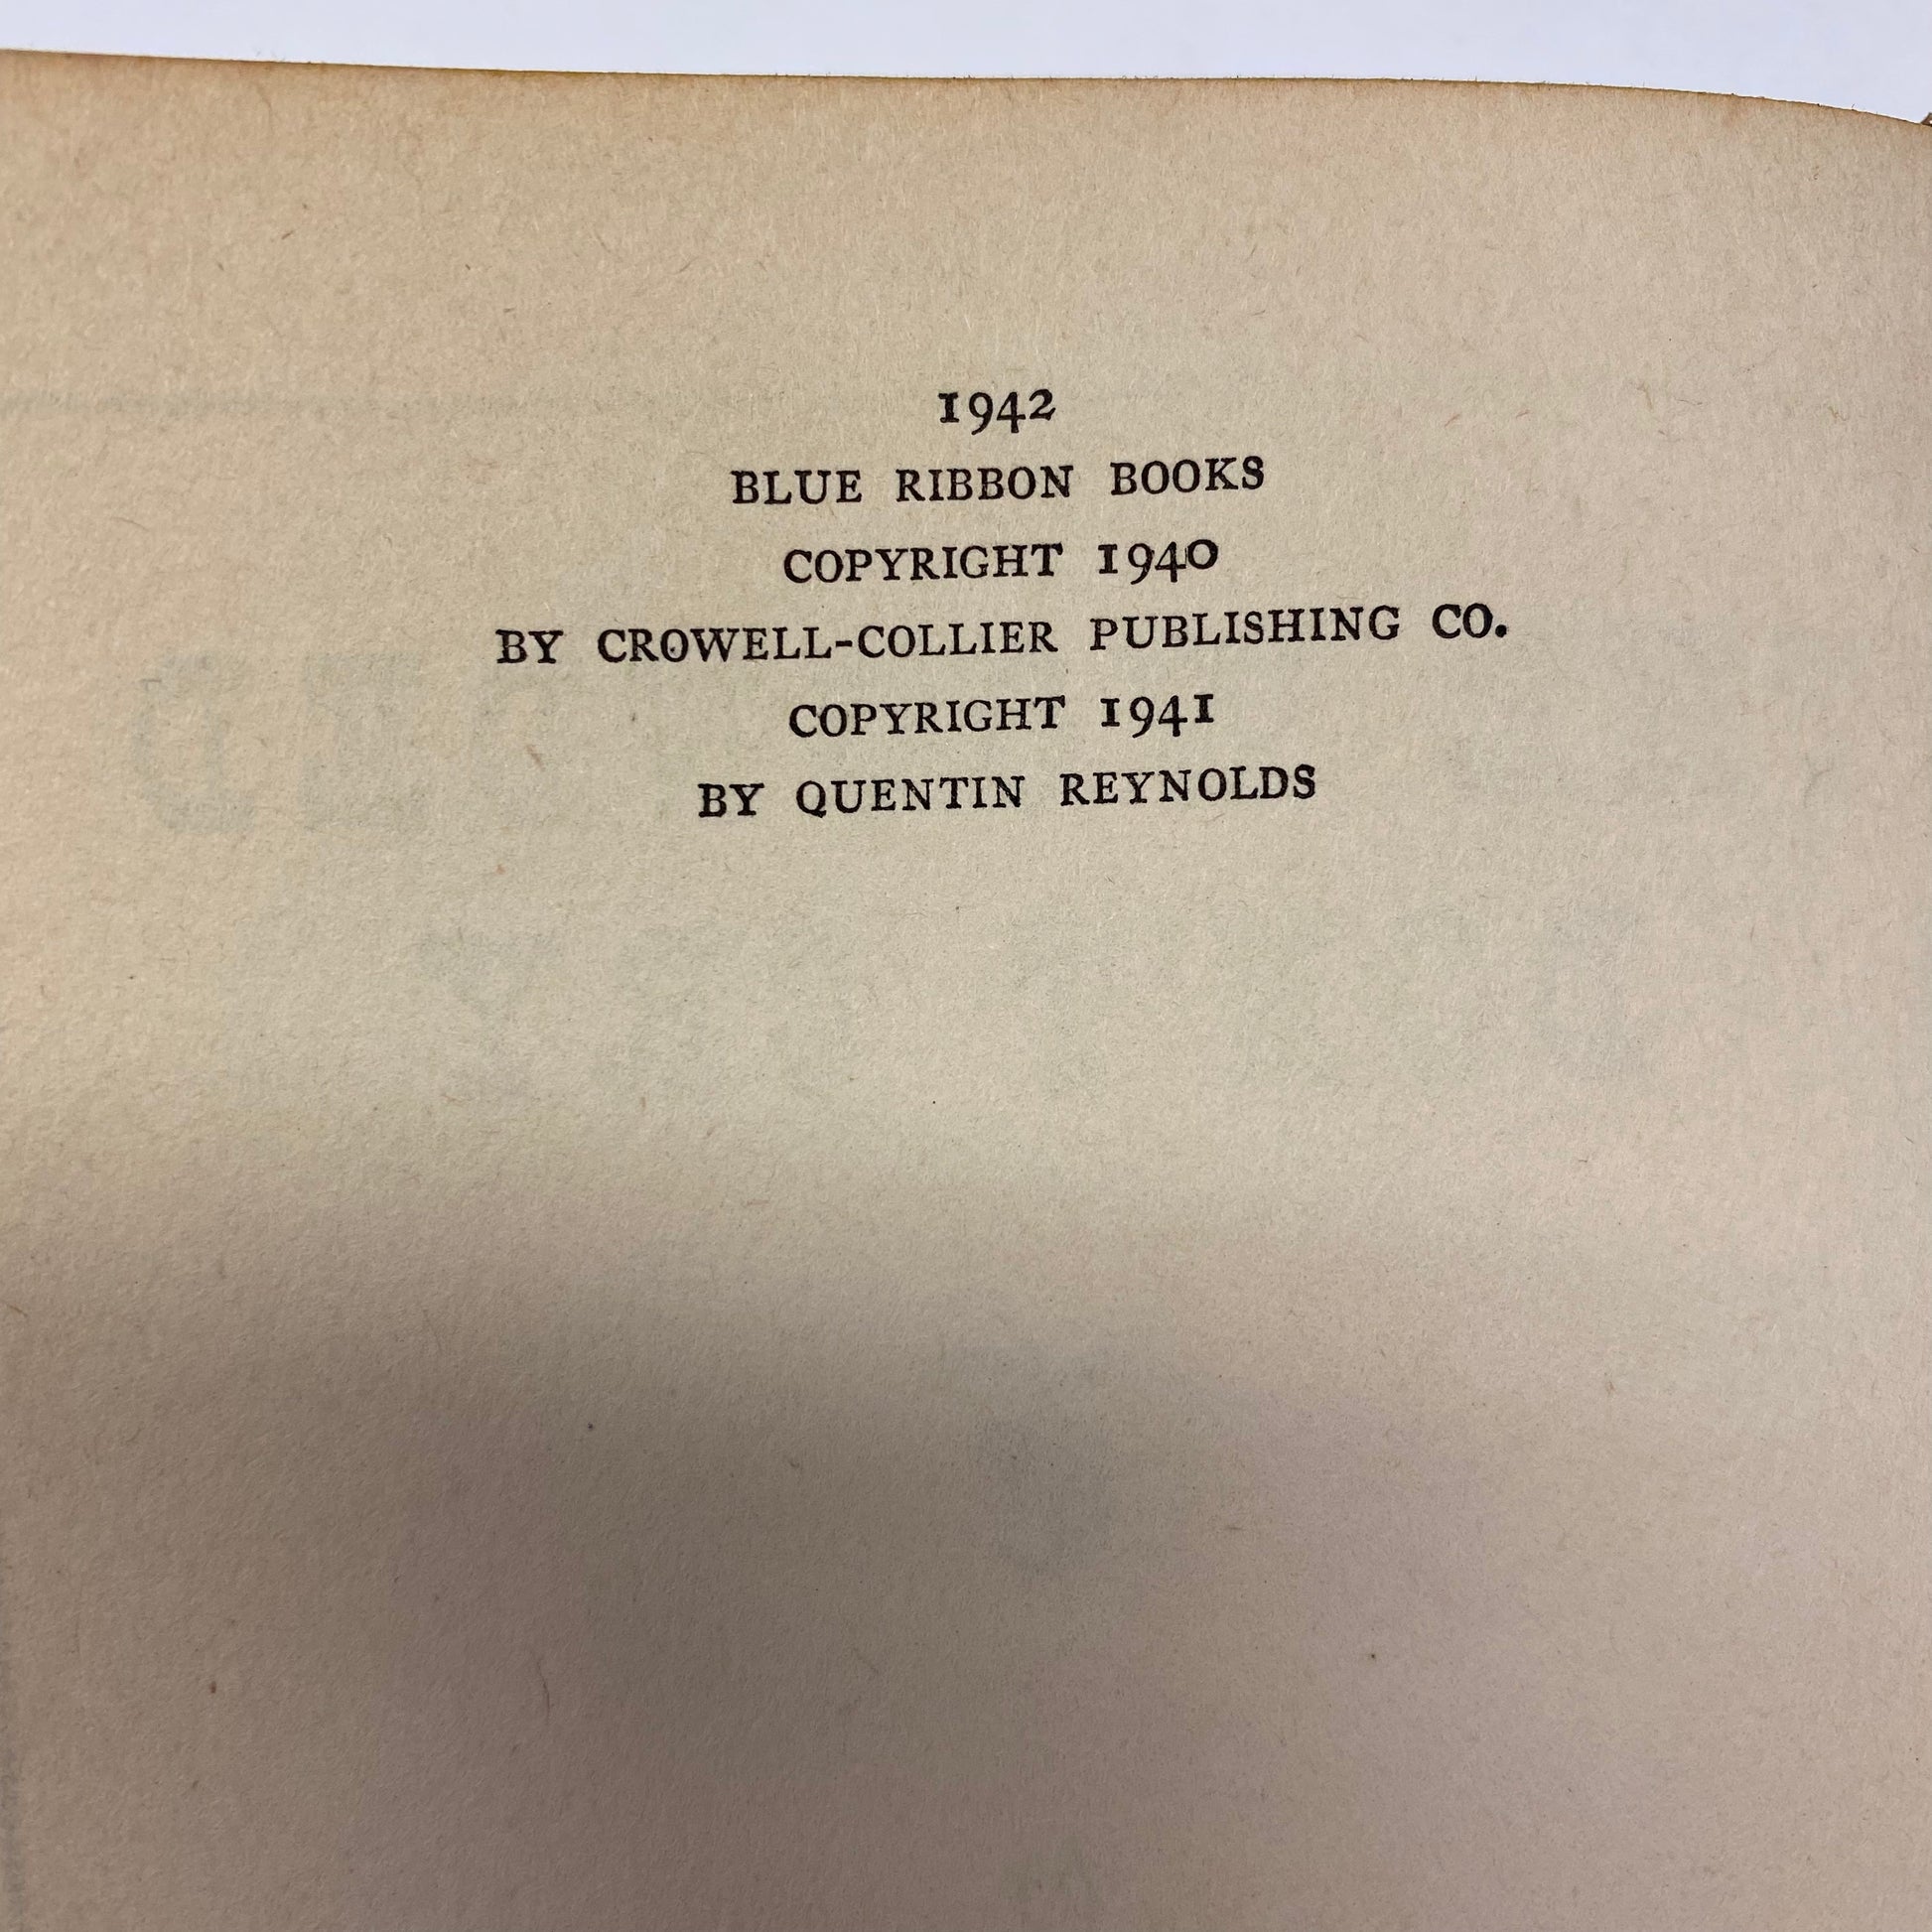 1942
BLUE RIBBON BOOKS
COPYRIGHT 1940
BY CROWELL-COLLIER PUBLISHING CO.
COPYRIGHT 1941
BY QUENTIN REYNOLDS